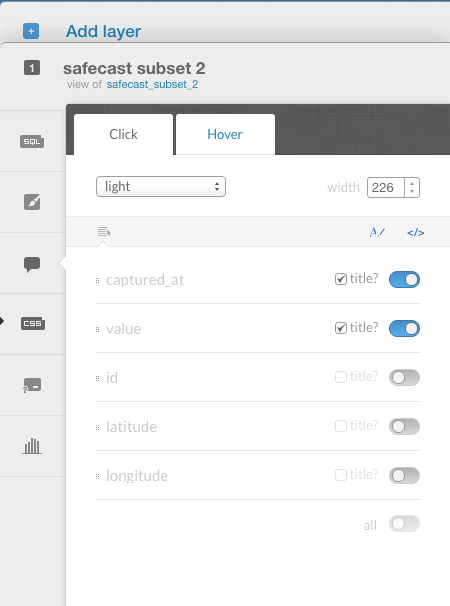 + Add layer
1 safecast subset 2
view of safecast_subset_2
Click Hover
SQL
light width 226
A/ </>
captured_at title?
value title?
CSS
id title?
?
latitude title?
longitude title?
all